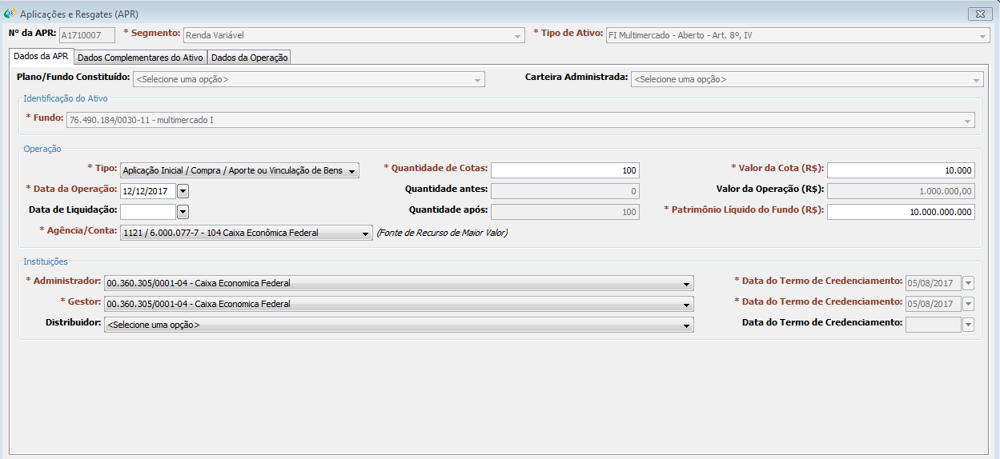 Aplicações e Resgates (APR)
Nº da APR: A1710007 * Segmento: Renda Variável * Tipo de Ativo: FI Multimercado - Aberto - Art. 8º, IV
Dados da APR Dados Complementares do Ativo Dados da Operação
Plano/Fundo Constituído: <Selecione uma opção> Carteira Administrada: <Selecione uma opção>
Identificação do Ativo
* Fundo: 76.490.184/0030-11 - multimercado I
Operação
* Tipo: Aplicação Inicial / Compra / Aporte ou Vinculação de Bens * Quantidade de Cotas: 100 * Valor da Cota (R$): 10.000
* Data da Operação: 12/12/2017 Quantidade antes: 0 Valor da Operação (R$): 1.000.000,00
Data de Liquidação: Quantidade após: 100 * Patrimônio Líquido do Fundo (R$): 10.000.000.000
* Agência/Conta: 1121 / 6.000.077-7 - 104 Caixa Econômica Federal (Fonte de Recurso de Maior Valor)
Instituições
* Administrador: 00.360.305/0001-04 - Caixa Economica Federal * Data do Termo de Credenciamento: 05/08/2017
* Gestor: 00.360.305/0001-04 - Caixa Economica Federal * Data do Termo de Credenciamento: 05/08/2017
Distribuidor: <Selecione uma opção> Data do Termo de Credenciamento: